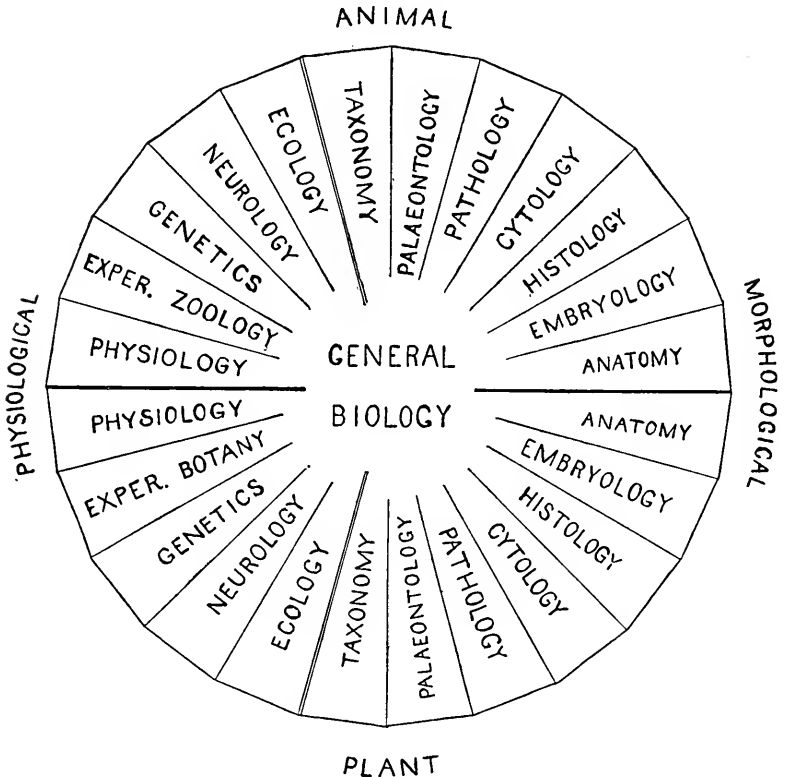 ANIMAL
TAXONOMY
PALAEONTOLOGY
PATHOLOGY
CYTOLOGY
HISTOLOGY
EMBRYOLOGY
ANATOMY
ECOLOGY
NEUROLOGY
GENETICS
EXPER. ZOOLOGY
PHYSIOLOGY
PHYSIOLOGICAL
GENERAL
BIOLOGY
MORPHOLOGICAL
PHYSIOLOGY
EXPER. BOTANY
GENETICS
NEUROLOGY
ECOLOGY
TAXONOMY
PALAEONTOLOGY
PATHOLOGY
CYTOLOGY
HISTOLOGY
EMBRYOLOGY
ANATOMY
PLANT